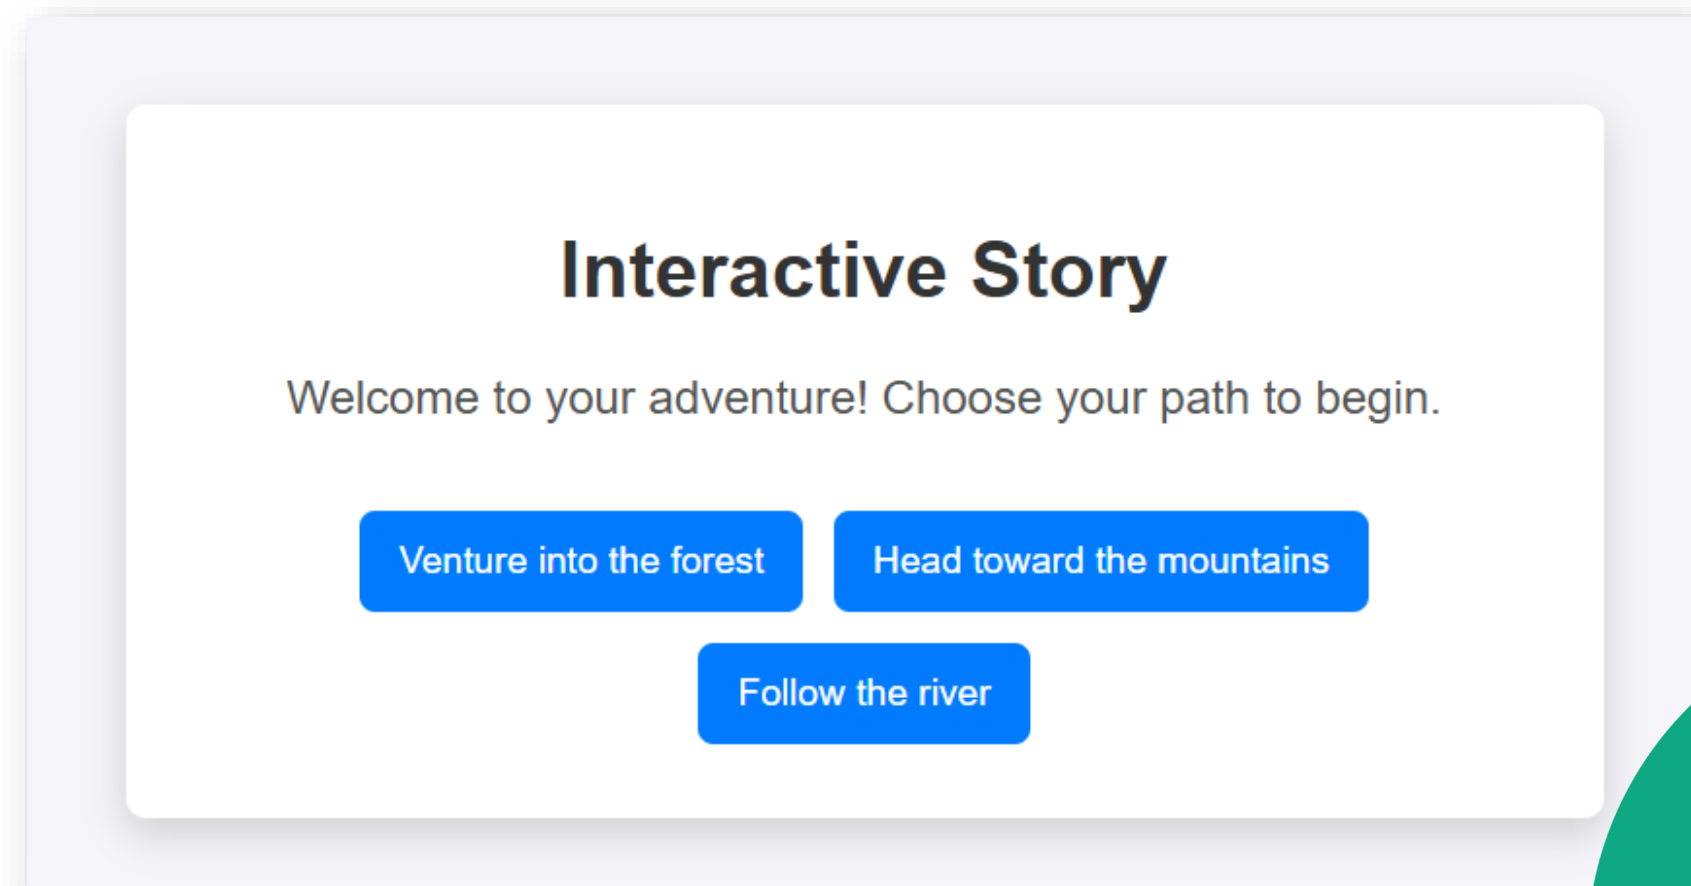 Interactive Story
Welcome to your adventure! Choose your path to begin.
Venture into the forest
Head toward the mountains
Follow the river